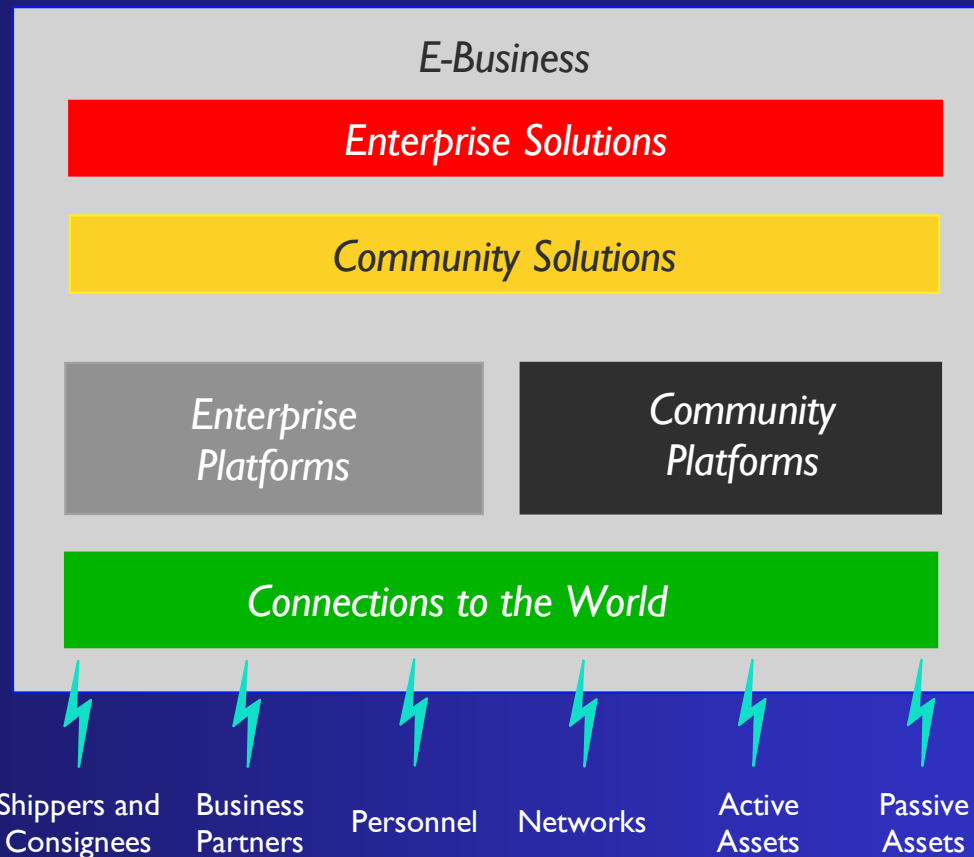 E-Business
Enterprise Solutions
Community Solutions
Enterprise
Platforms
Community
Platforms
Connections to the World
Shippers and
Consignees
Business
Partners
Personnel
Networks
Active
Assets
Passive
Assets